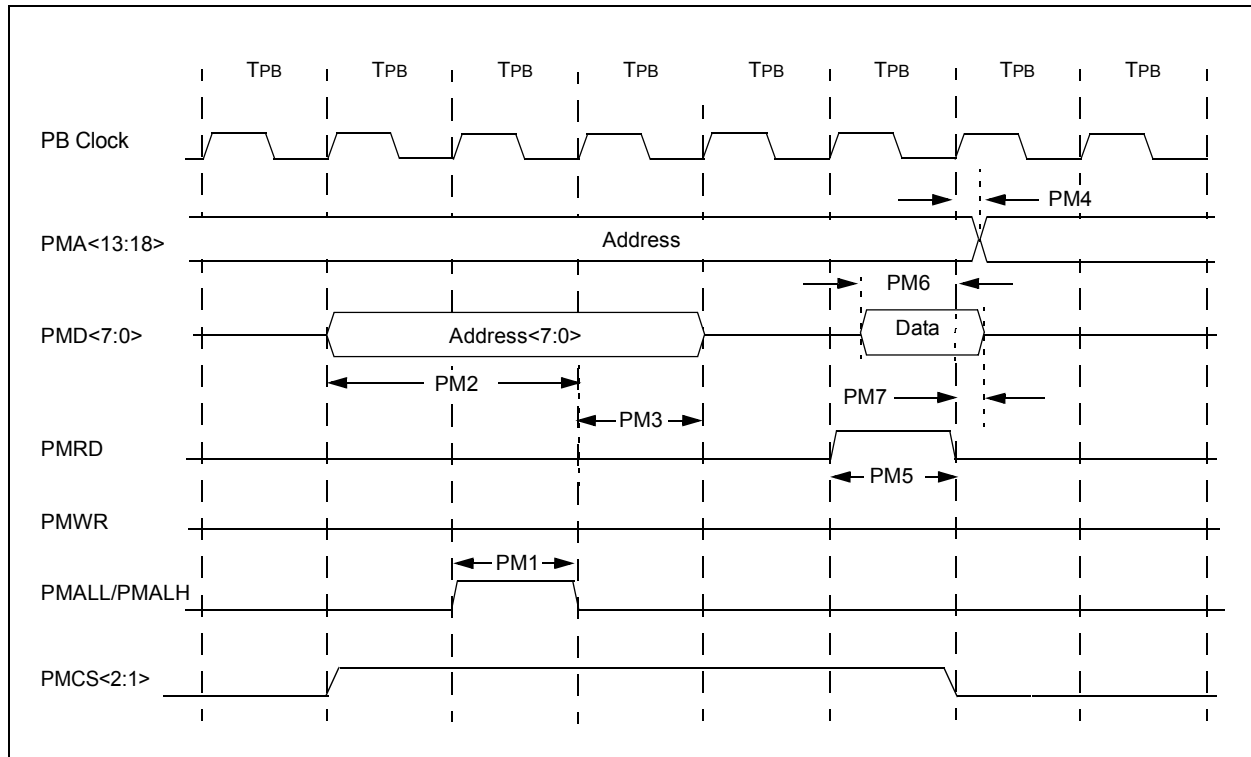 TPB TPB TPB TPB TPB TPB TPB TPB
PB Clock
PM4
PMA<13:18>
Address
PM6
PMD<7:0>
Address<7:0>
Data
PM2
PM7
PM3
PMRD
PM5
PMWR
PM1
PMALL/PMALH
PMCS<2:1>